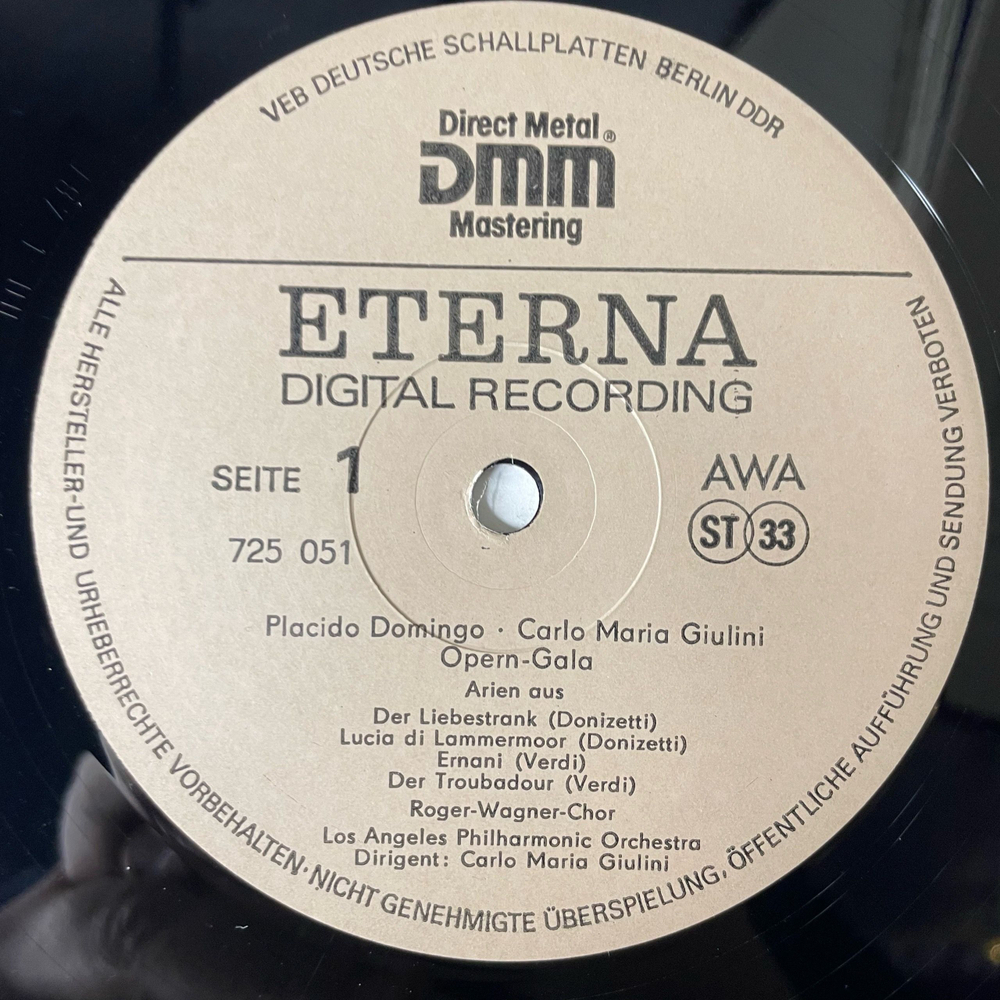 VEB DEUTSCHE SCHALLPLATTEN BERLIN DDR
Direct Metal ®
DMM
Mastering
ETERNA
DIGITAL RECORDING
SEITE 1
AWA
725 051
ST 33
Placido Domingo · Carlo Maria Giulini
Opern-Gala
Arien aus
Der Liebestrank (Donizetti)
Lucia di Lammermoor (Donizetti)
Ernani (Verdi)
Der Troubadour (Verdi)
Roger-Wagner-Chor
Los Angeles Philharmonic Orchestra
Dirigent: Carlo Maria Giulini
ALLE HERSTELLER-UND URHEBERRECHTE VORBEHALTEN·NICHT GENEHMIGTE ÜBERSPIELUNG, ÖFFENTLICHE AUFFÜHRUNG UND SENDUNG VERBOTEN